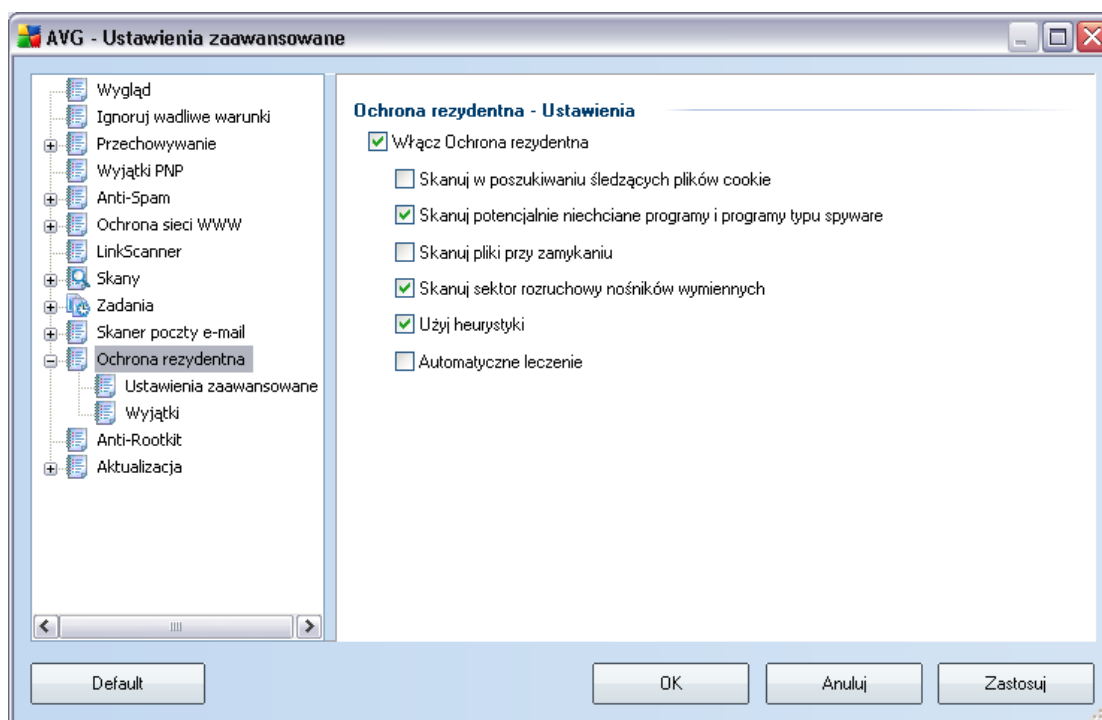 AVG - Ustawienia zaawansowane
Wygląd
Ignoruj wadliwe warunki
Przechowywanie
Wyjątki PNP
Anti-Spam
Ochrona sieci WWW
LinkScanner
Skany
Zadania
Skaner poczty e-mail
Ochrona rezydentna
Ustawienia zaawansowane
Wyjątki
Anti-Rootkit
Aktualizacja
Ochrona rezydentna - Ustawienia
Włącz Ochrona rezydentna
Skanuj w poszukiwaniu śledzących plików cookie
Skanuj potencjalnie niechciane programy i programy typu spyware
Skanuj pliki przy zamykaniu
Skanuj sektor rozruchowy nośników wymiennych
Użyj heurystyki
Automatyczne leczenie
Default
OK
Anuluj
Zastosuj